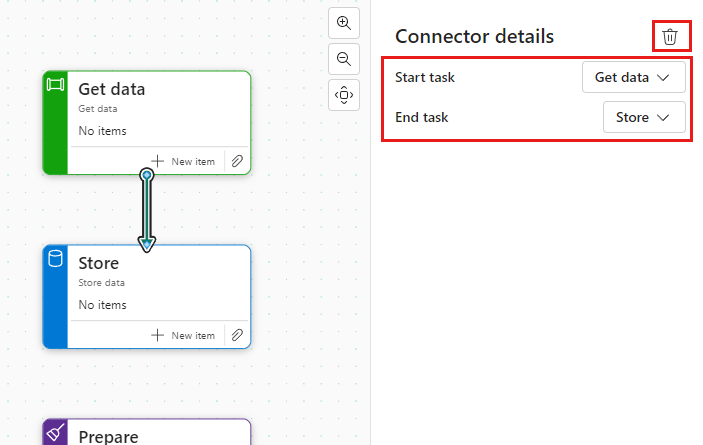 Get data
Get data
No items
New item
Store
Store data
No items
New item
Prepare
Connector details
Start task
Get data
End task
Store